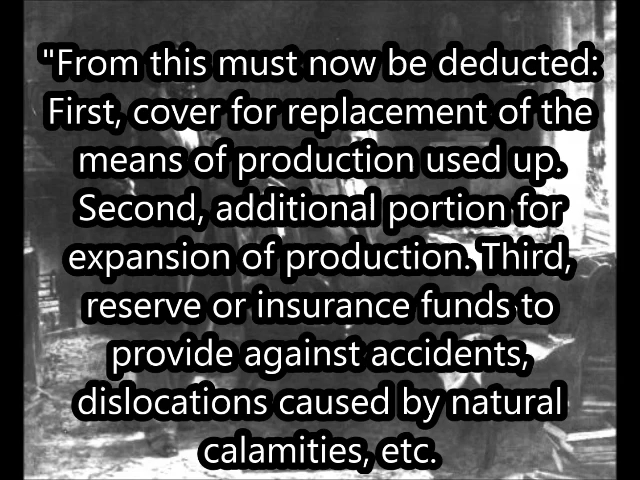 "From this must now be deducted:
First, cover for replacement of the
means of production used up.
Second, additional portion for
expansion of production. Third,
reserve or insurance funds to
provide against accidents,
dislocations caused by natural
calamities, etc.